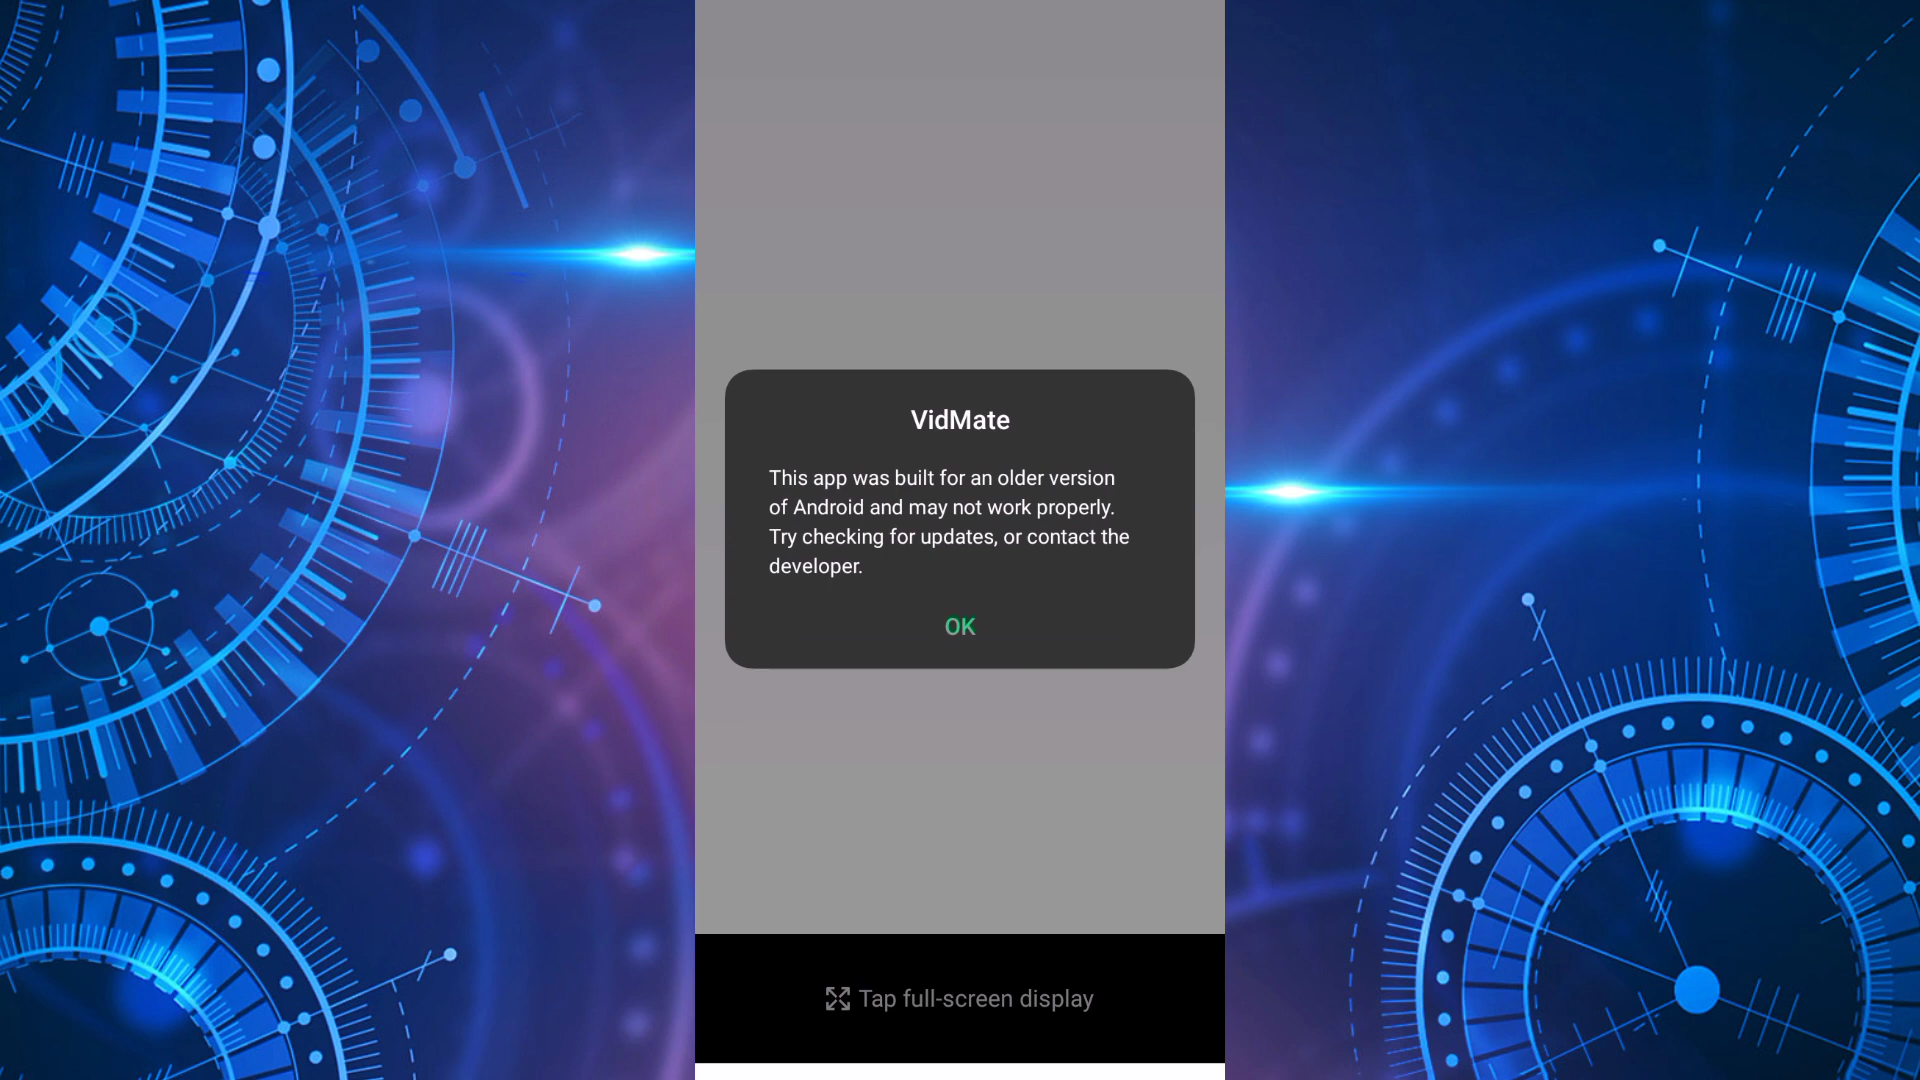 VidMate
This app was built for an older version
of Android and may not work properly.
Try checking for updates, or contact the
developer.
OK
Tap full-screen display